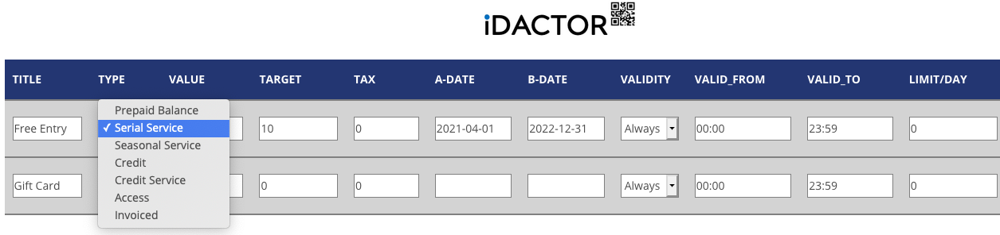 iDACTOR
TITLE TYPE VALUE TARGET TAX A-DATE B-DATE VALIDITY VALID_FROM VALID_TO LIMIT/DAY
Prepaid Balance
Free Entry ✓ Serial Service 10 0 2021-04-01 2022-12-31 Always 00:00 23:59 0
Seasonal Service
Credit
Gift Card Credit Service 0 0 Always 00:00 23:59 0
Access
Invoiced